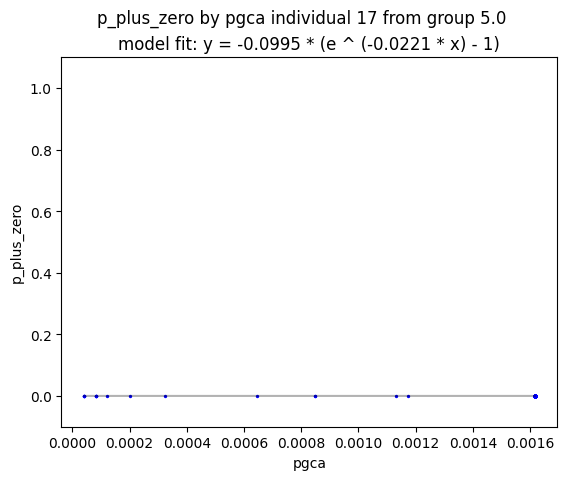 p_plus_zero by pgca individual 17 from group 5.0
model fit: y = -0.0995 * (e ^ (-0.0221 * x) - 1)
1.0
0.8
0.6
0.4
0.2
0.0
p_plus_zero
0.0000 0.0002 0.0004 0.0006 0.0008 0.0010 0.0012 0.0014 0.0016
pgca